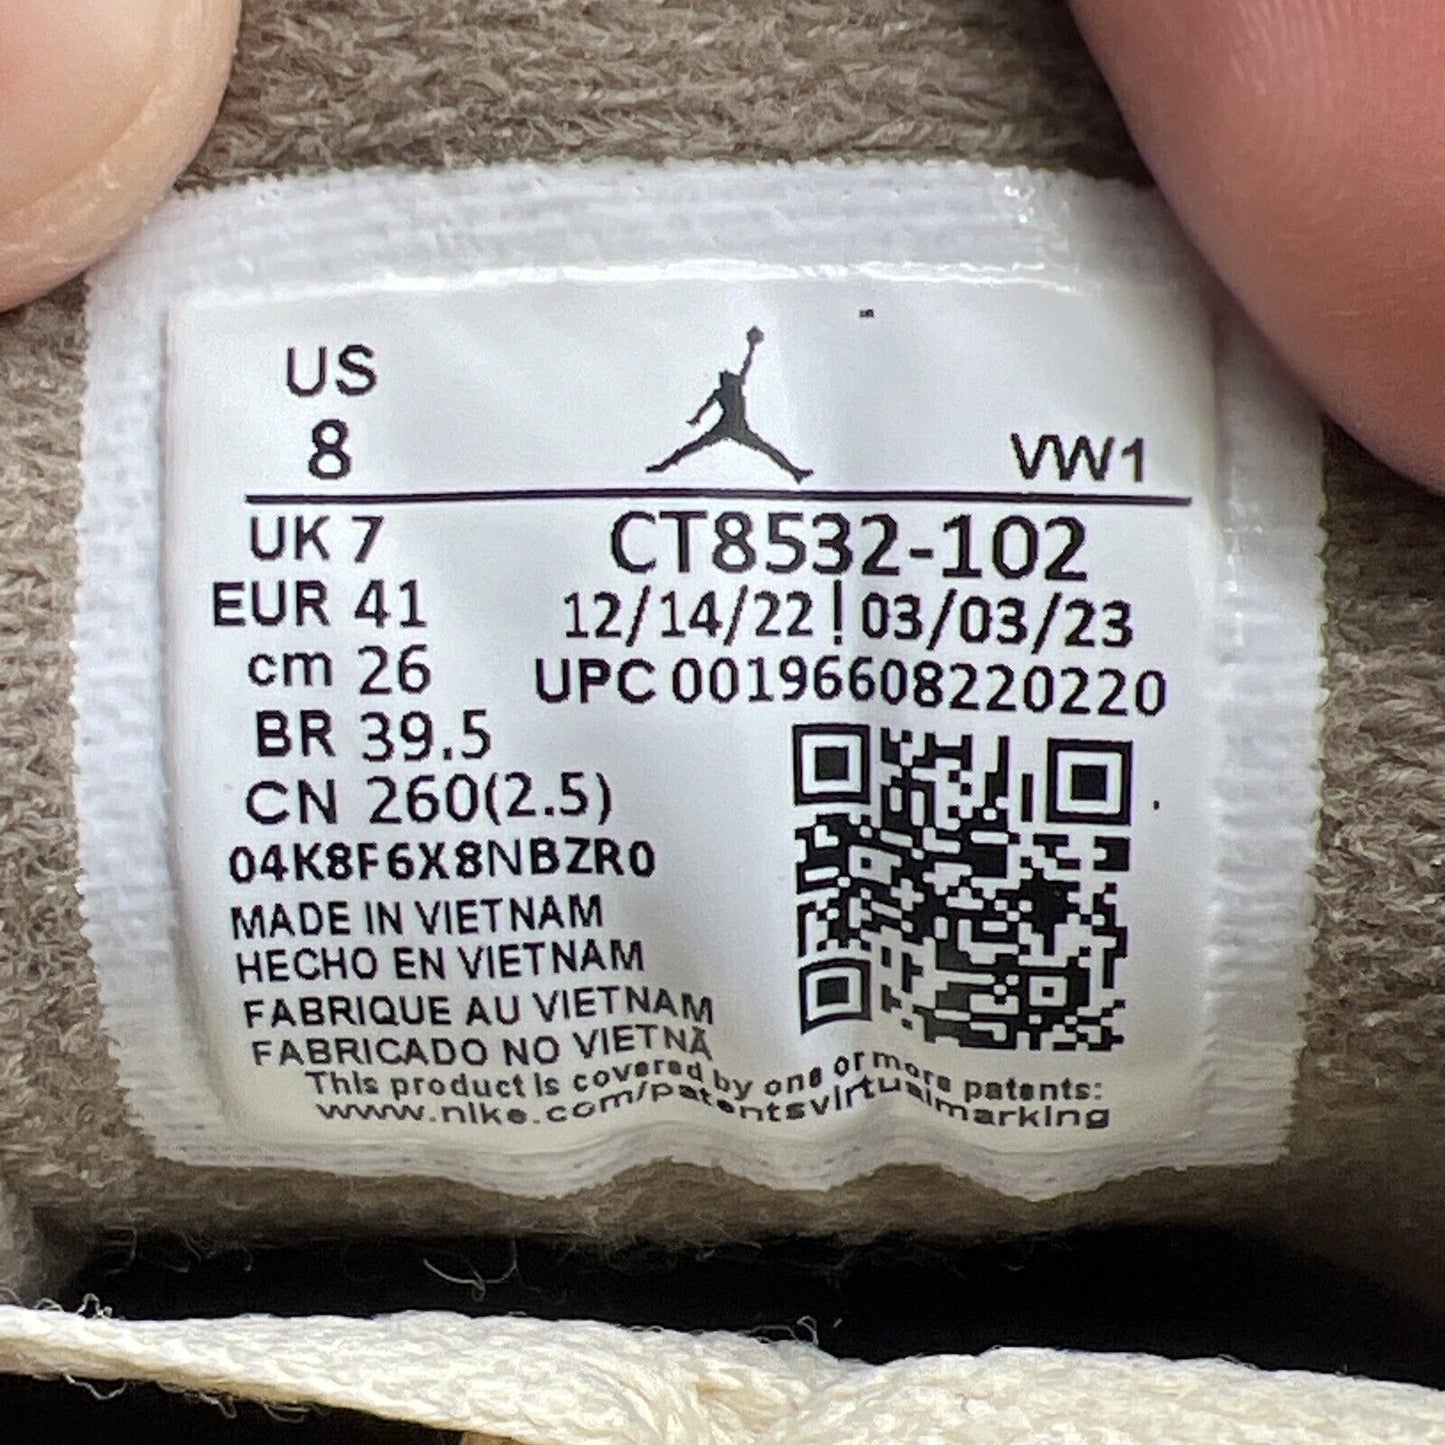 US
8
VW1
UK 7
CT8532-102
EUR 41
12/14/22 ! 03/03/23
cm 26
UPC 00196608220220
BR 39.5
CN 260(2.5)
04K8F6X8NBZR0
MADE IN VIETNAM
HECHO EN VIETNAM
FABRIQUE AU VIETNAM
FABRICADO NO VIETNÃ
This product is covered by one or more patents:
www.nike.com/patentsvirtualmarking